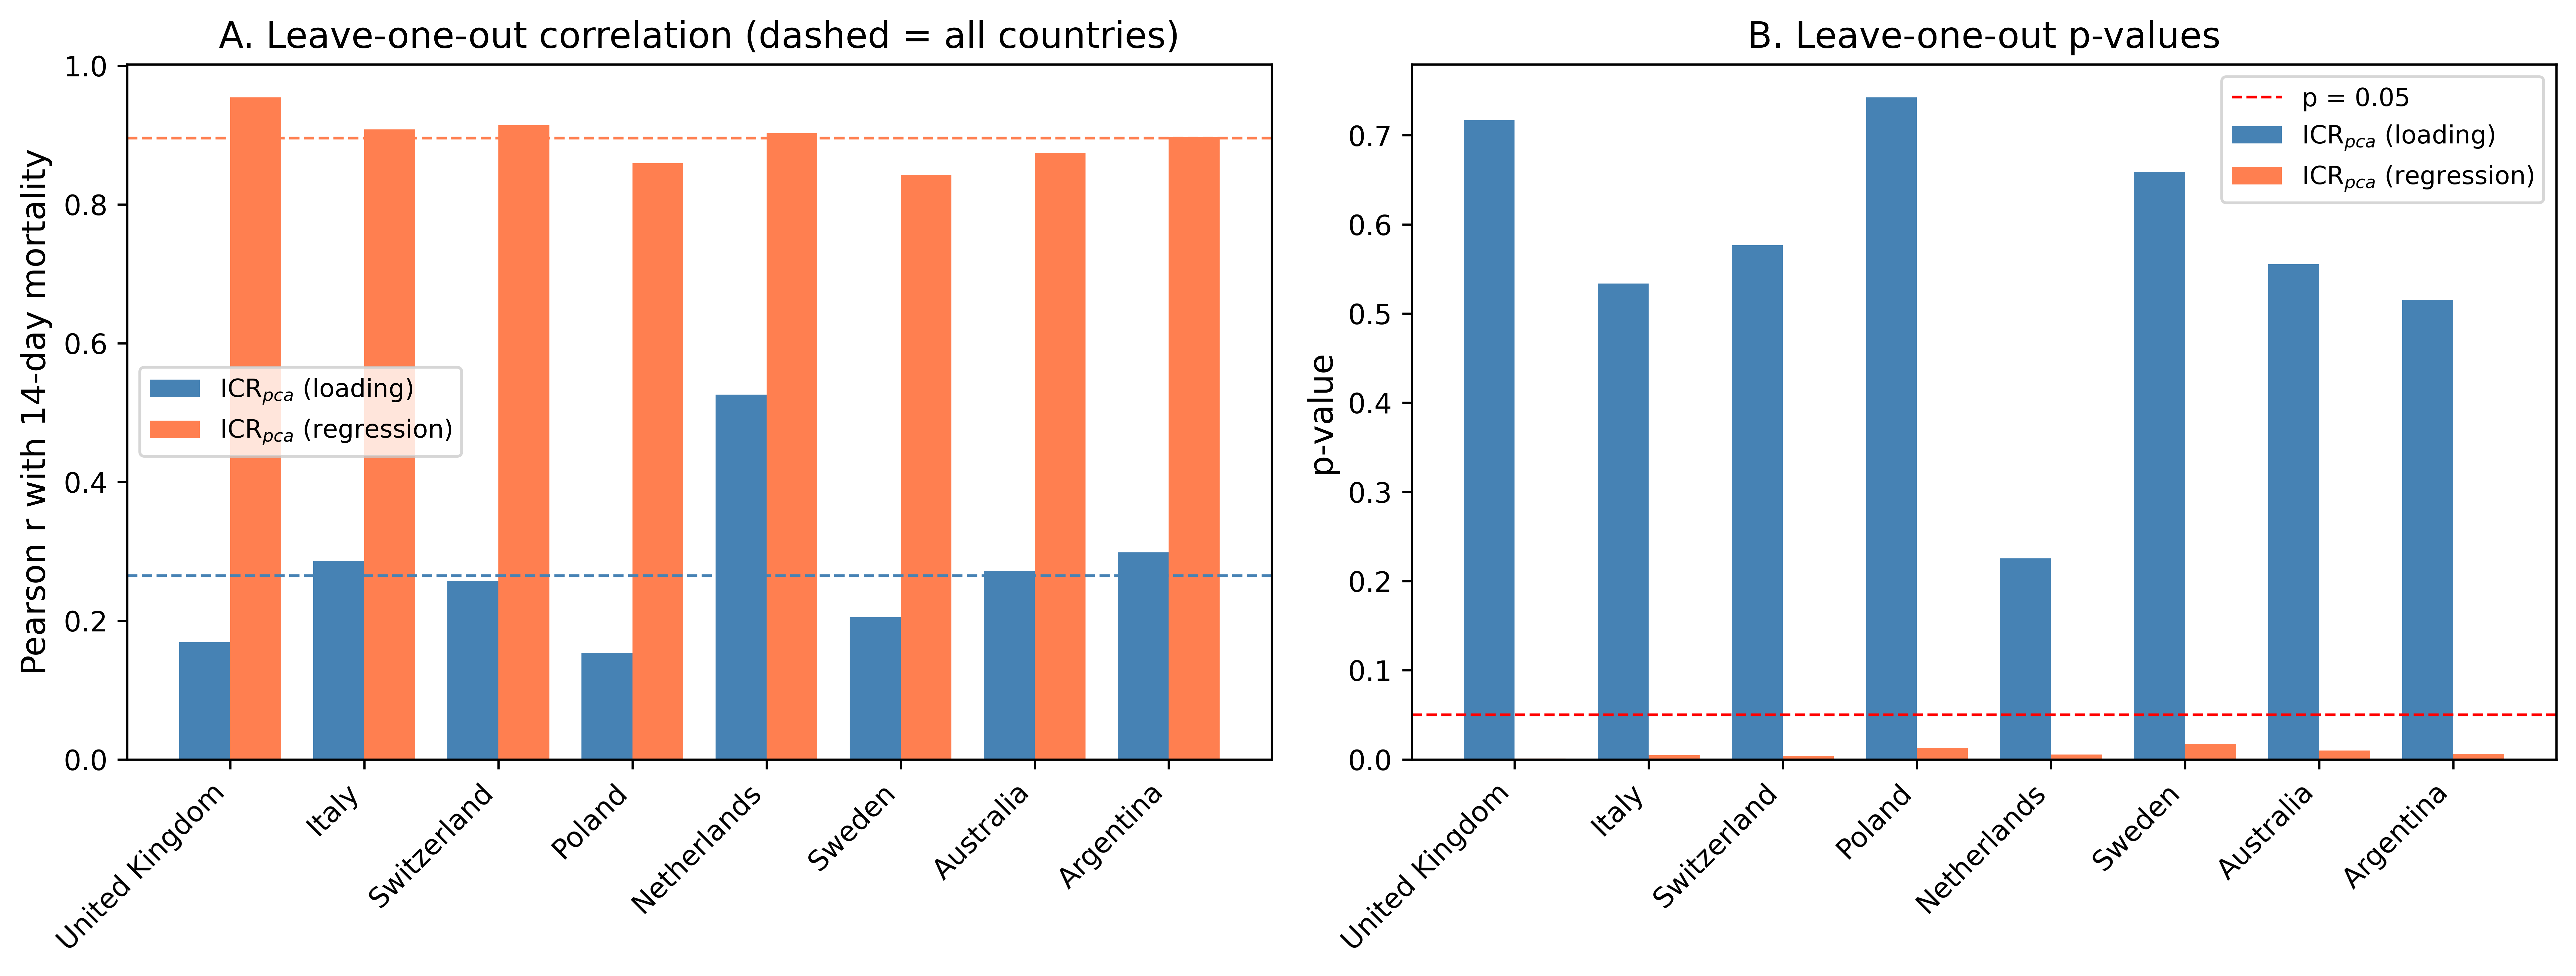 A. Leave-one-out correlation (dashed = all countries)
Pearson r with 14-day mortality
1.0
0.8
0.6
0.4
0.2
0.0
ICRpca (loading)
ICRpca (regression)
United Kingdom
Italy
Switzerland
Poland
Netherlands
Sweden
Australia
Argentina
B. Leave-one-out p-values
p-value
0.7
0.6
0.5
0.4
0.3
0.2
0.1
0.0
p = 0.05
ICRpca (loading)
ICRpca (regression)
United Kingdom
Italy
Switzerland
Poland
Netherlands
Sweden
Australia
Argentina